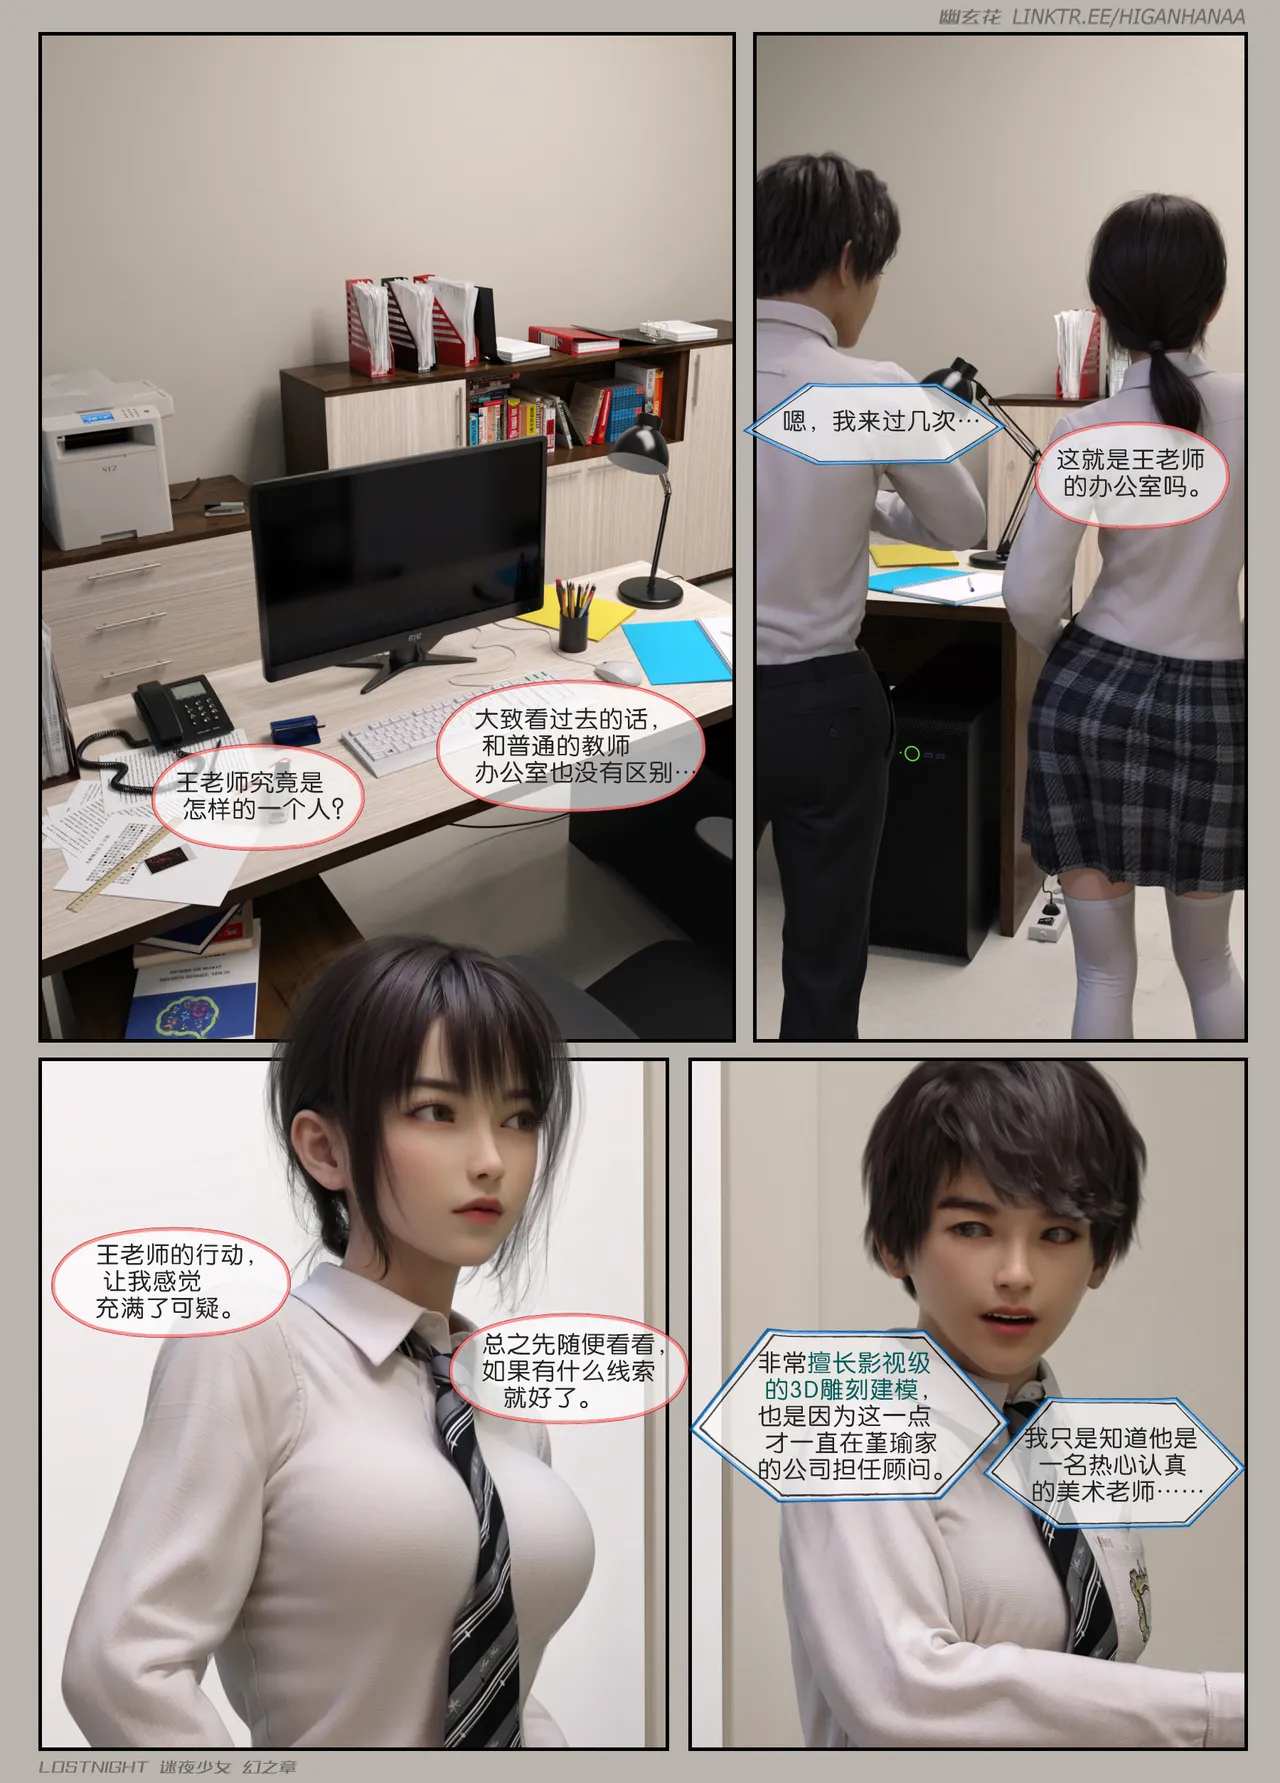 幽玄花 LINKTR.EE/HIGANHANAA
这就是王老师
的办公室吗。
嗯，我来过几次…
大致看过去的话，
和普通的教师
办公室也没有区别…
王老师究竟是
怎样的一个人？
我只是知道他是
一名热心认真
的美术老师……
非常擅长影视级
的3D雕刻建模，
也是因为这一点
才一直在堇瑜家
的公司担任顾问。
总之先随便看看，
如果有什么线索
就好了。
王老师的行动，
让我感觉
充满了可疑。
LOSTNIGHT 迷夜少女 幻之章